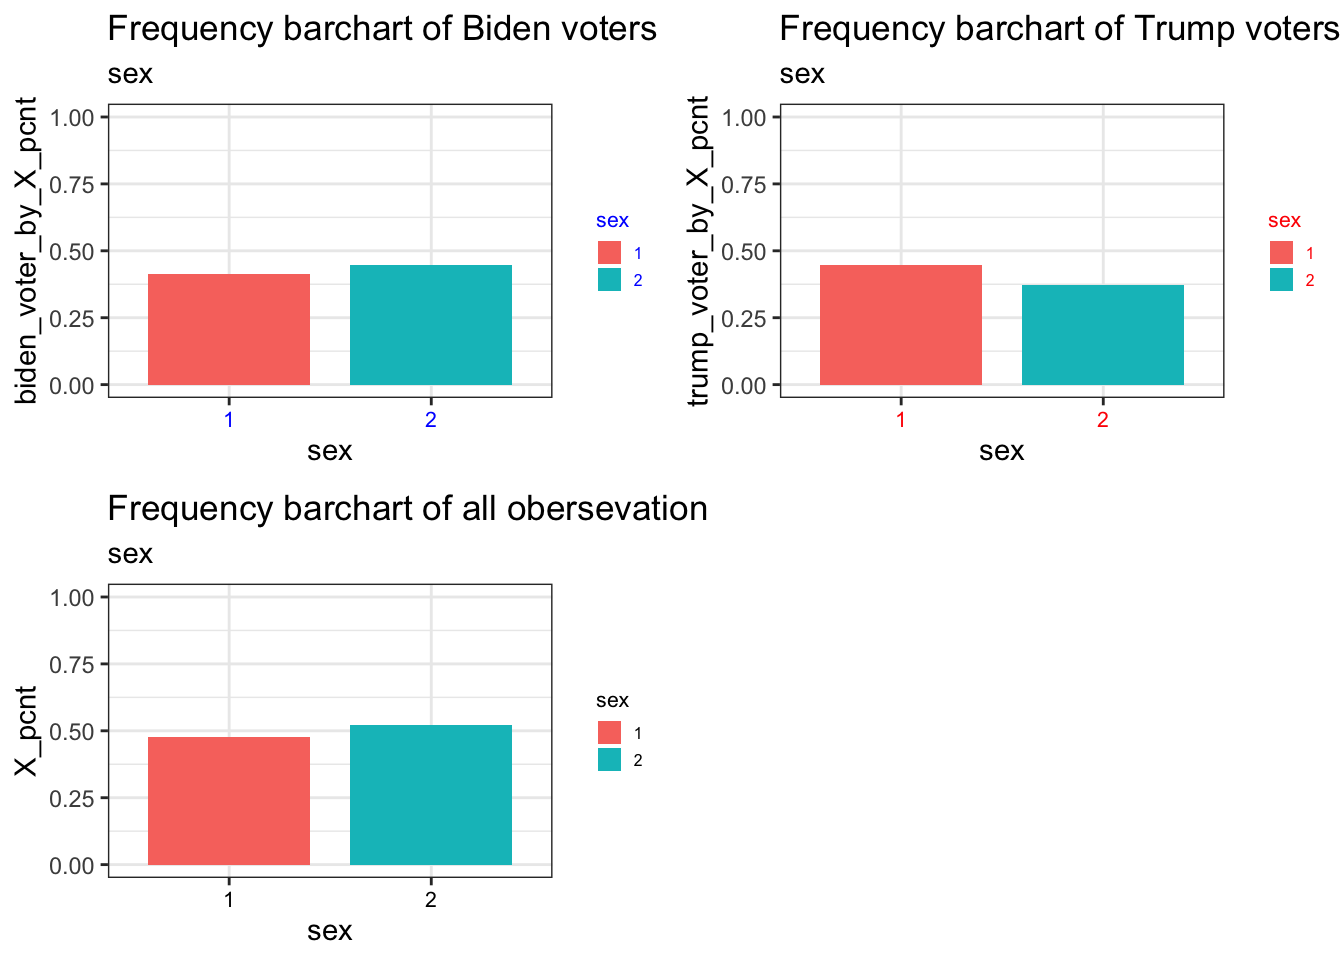 Frequency barchart of Biden voters
sex
biden_voter_by_X_pcnt
1.00
0.75
0.50
0.25
0.00
1 2
sex
sex
1
2
Frequency barchart of Trump voters
sex
trump_voter_by_X_pcnt
1.00
0.75
0.50
0.25
0.00
1 2
sex
sex
1
2
Frequency barchart of all obersevation
sex
X_pcnt
1.00
0.75
0.50
0.25
0.00
1 2
sex
sex
1
2